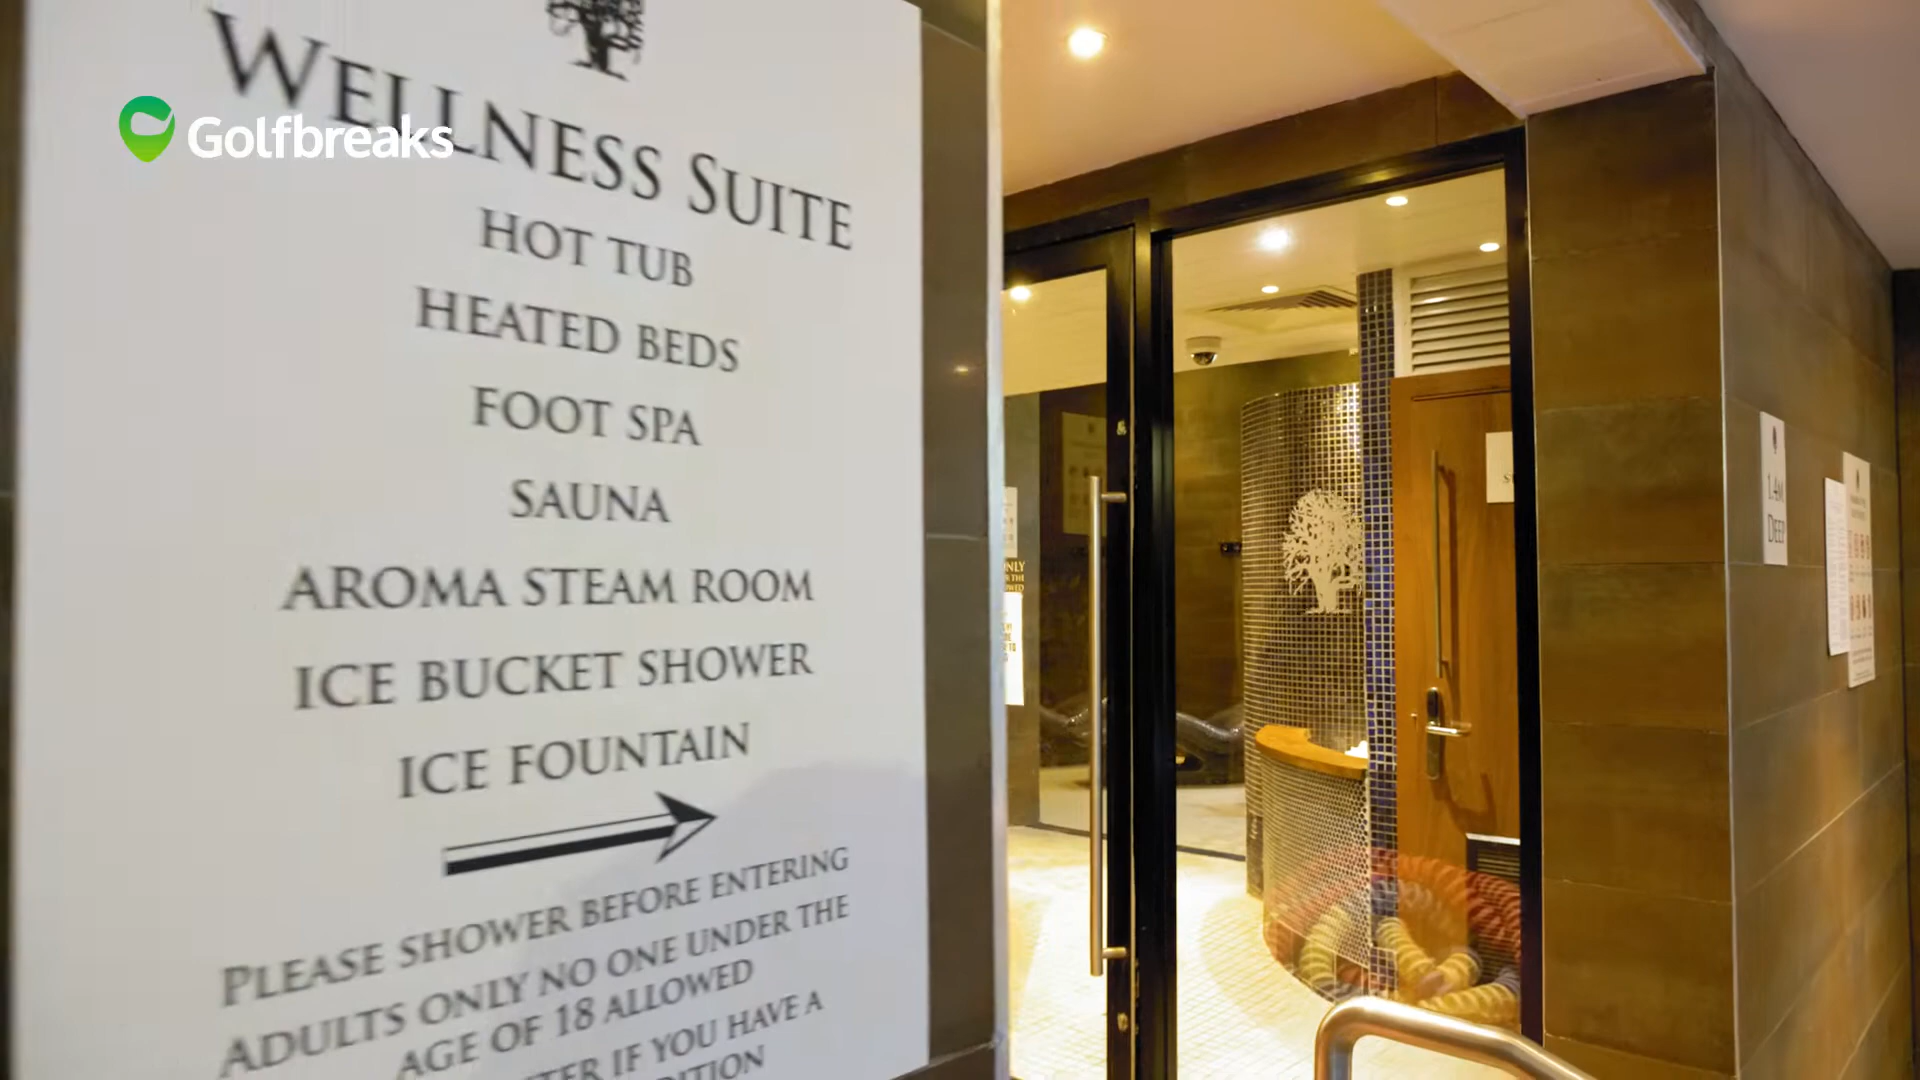 WELLNESS SUITE
Golfbreaks
HOT TUB
HEATED BEDS
FOOT SPA
SAUNA
AROMA STEAM ROOM
ICE BUCKET SHOWER
ICE FOUNTAIN
PLEASE SHOWER BEFORE ENTERING
ADULTS ONLY NO ONE UNDER THE
AGE OF 18 ALLOWED
IF YOU HAVE A
1.4M
DEEP